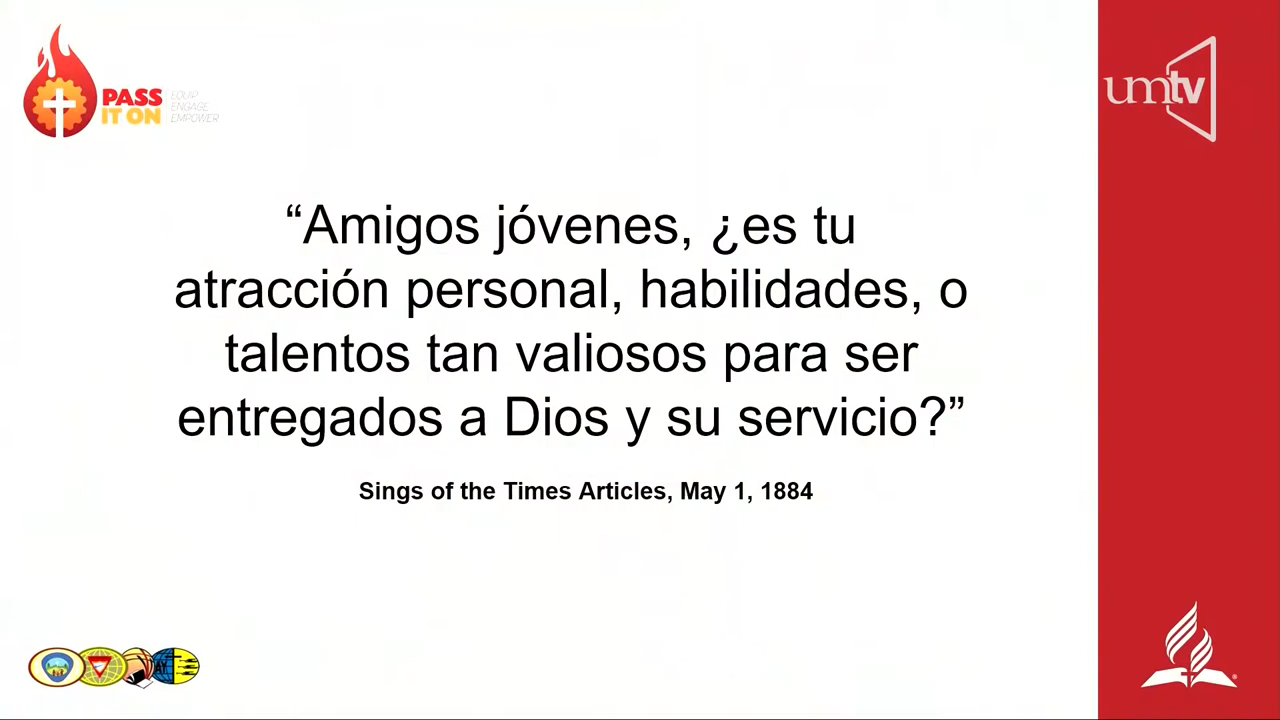 PASS
IT ON
EQUIP
ENGAGE
EMPOWER
umtv
“Amigos jóvenes, ¿es tu
atracción personal, habilidades, o
talentos tan valiosos para ser
entregados a Dios y su servicio?”
Sings of the Times Articles, May 1, 1884
AY